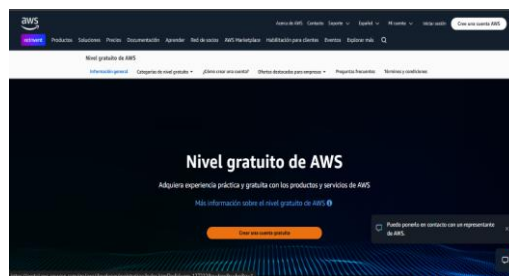 aws
Acerca de AWS Contacto Soporte Español Mi cuenta Iniciar sesión Cree una cuenta AWS
re:Invent Productos Soluciones Precios Documentación Aprender Red de socios AWS Marketplace Habilitación para clientes Eventos Explorar más
Nivel gratuito de AWS
Información general Categorías de nivel gratuito ¿Cómo crear una cuenta? Ofertas destacadas para empresas Preguntas frecuentes Términos y condiciones
Nivel gratuito de AWS
Adquiera experiencia práctica y gratuita con los productos y servicios de AWS
Más información sobre el nivel gratuito de AWS
Crear una cuenta gratuita
Puede ponerlo en contacto con un representante
de AWS.